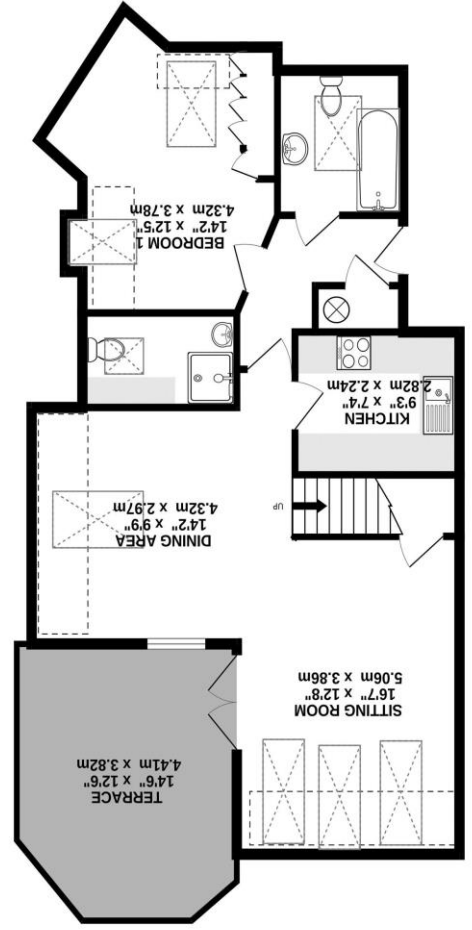 TERRACE
14'6" x 12'6"
4.41m x 3.82m
SITTING ROOM
16'7" x 12'8"
5.06m x 3.86m
DINING AREA
14'2" x 9'9"
4.32m x 2.97m
UP
KITCHEN
9'3" x 7'4"
2.82m x 2.24m
BEDROOM 1
14'2" x 12'5"
4.32m x 3.78m